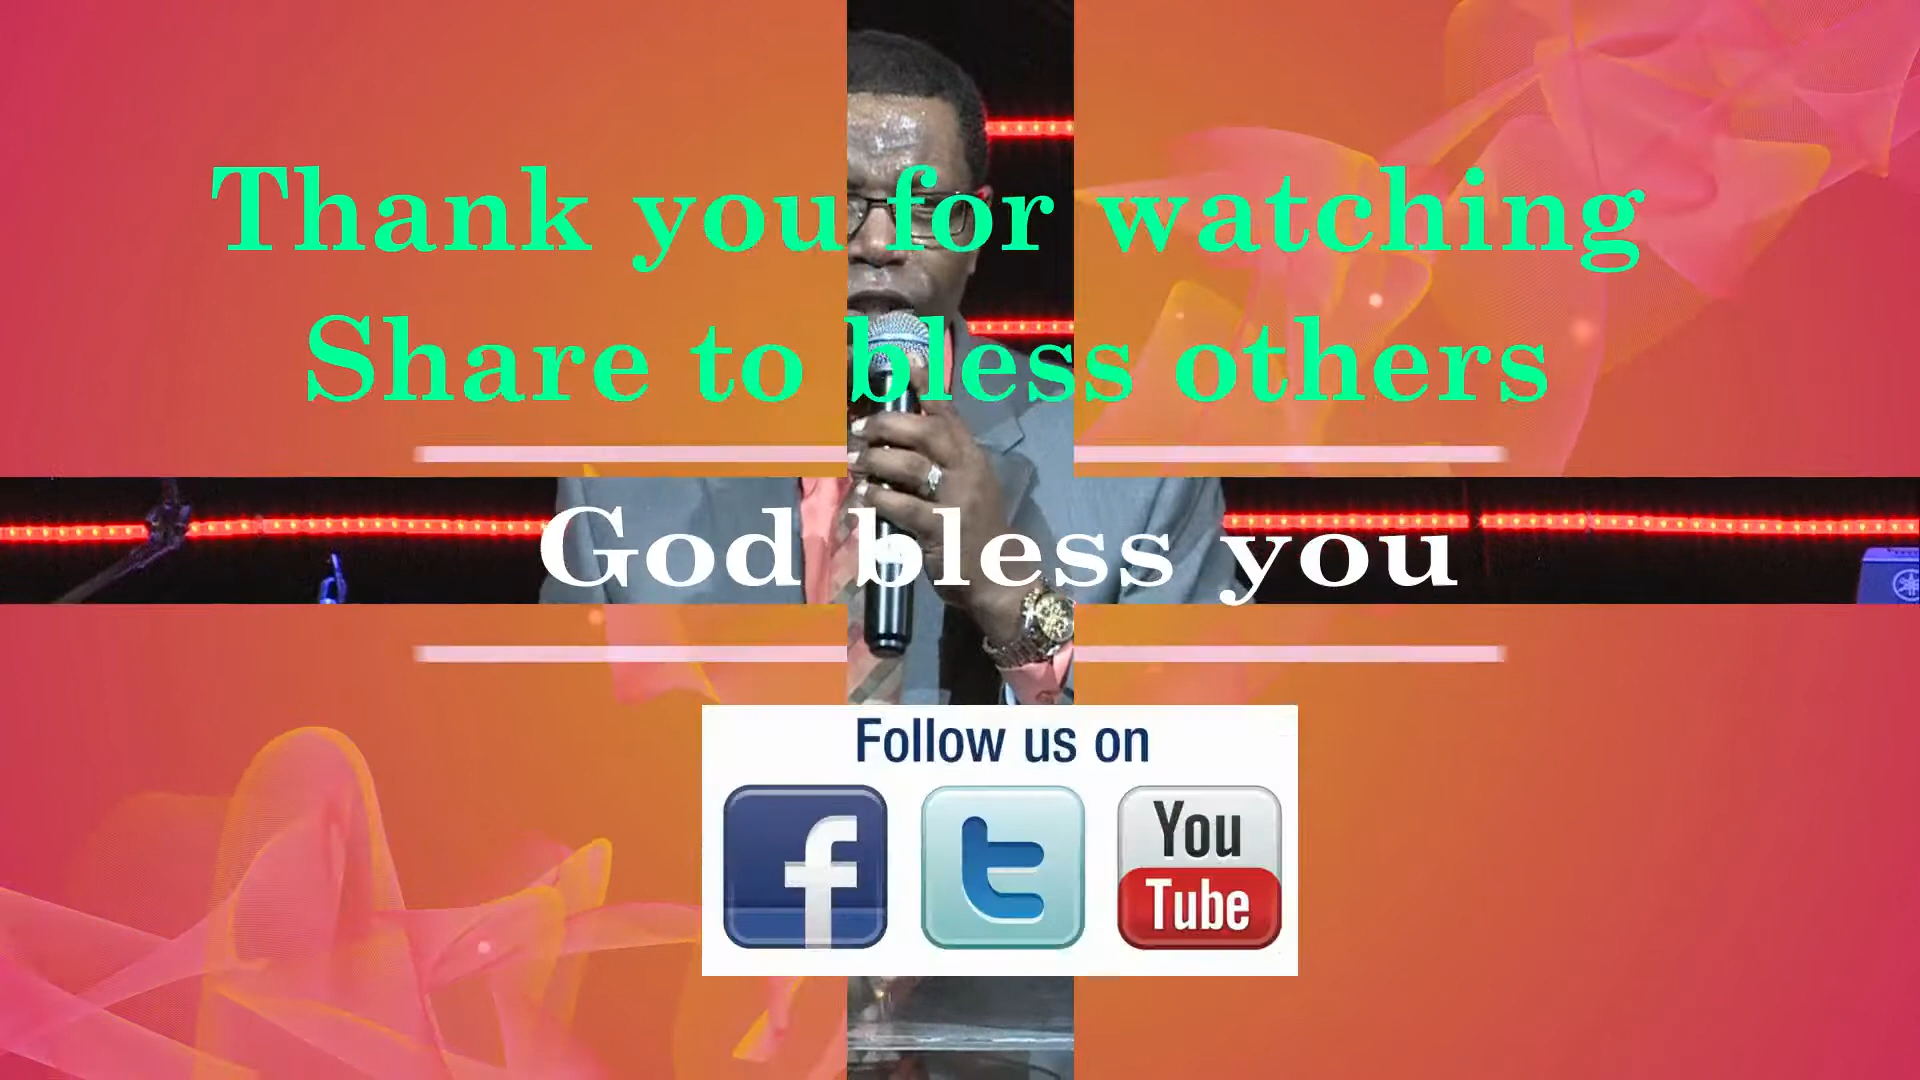 Thank you for watching
Share to bless others
God bless you
Follow us on
f t You
Tube